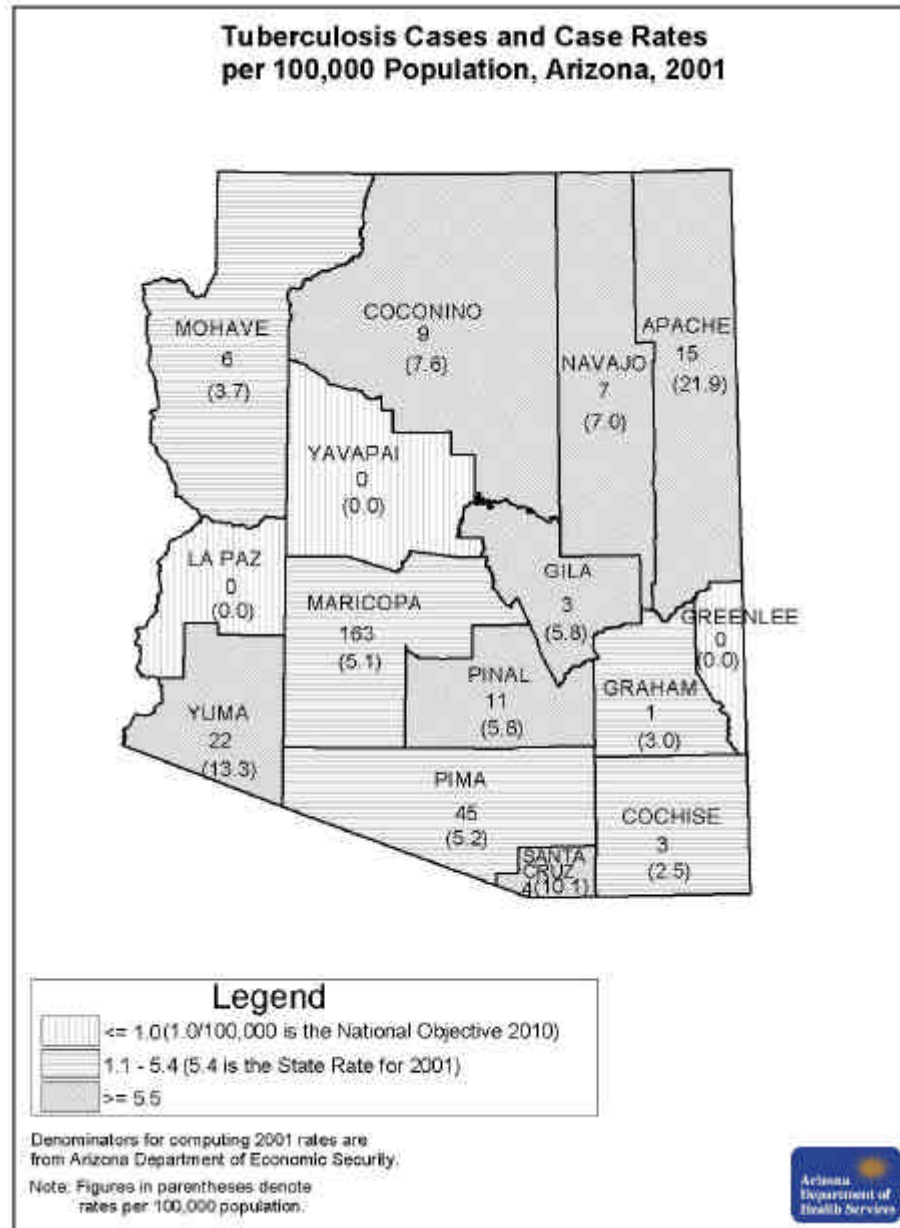 Tuberculosis Cases and Case Rates
per 100,000 Population, Arizona, 2001
MOHAVE
6
(3.7)
COCONINO
9
(7.6)
NAVAJO
7
(7.0)
APACHE
15
(21.9)
YAVAPAI
0
(0.0)
LA PAZ
0
(0.0)
MARICOPA
163
(5.1)
GILA
3
(5.8)
GREENLEE
0
(0.0)
YUMA
22
(13.3)
PINAL
11
(5.8)
GRAHAM
1
(3.0)
PIMA
45
(5.2)
COCHISE
3
(2.5)
SANTA
CRUZ
4(10.1)
Legend
<= 1.0(1.0/100,000 is the National Objective 2010)
1.1 - 5.4 (5.4 is the State Rate for 2001)
>= 5.5
Denominators for computing 2001 rates are
from Arizona Department of Economic Security.
Note: Figures in parentheses denote
rates per 100,000 population.
Arizona
Department of
Health Services